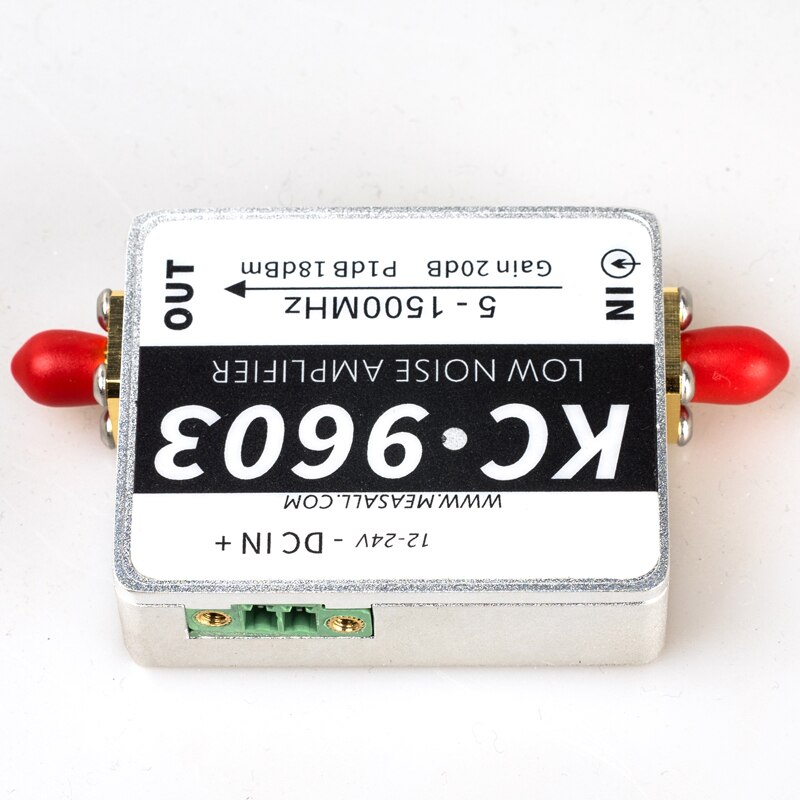 12-24V - DC IN +
WWW.MEASALL.COM
KC·9603
LOW NOISE AMPLIFIER
5 - 1500MHz
Gain 20dB P1dB 18dBm
IN
OUT